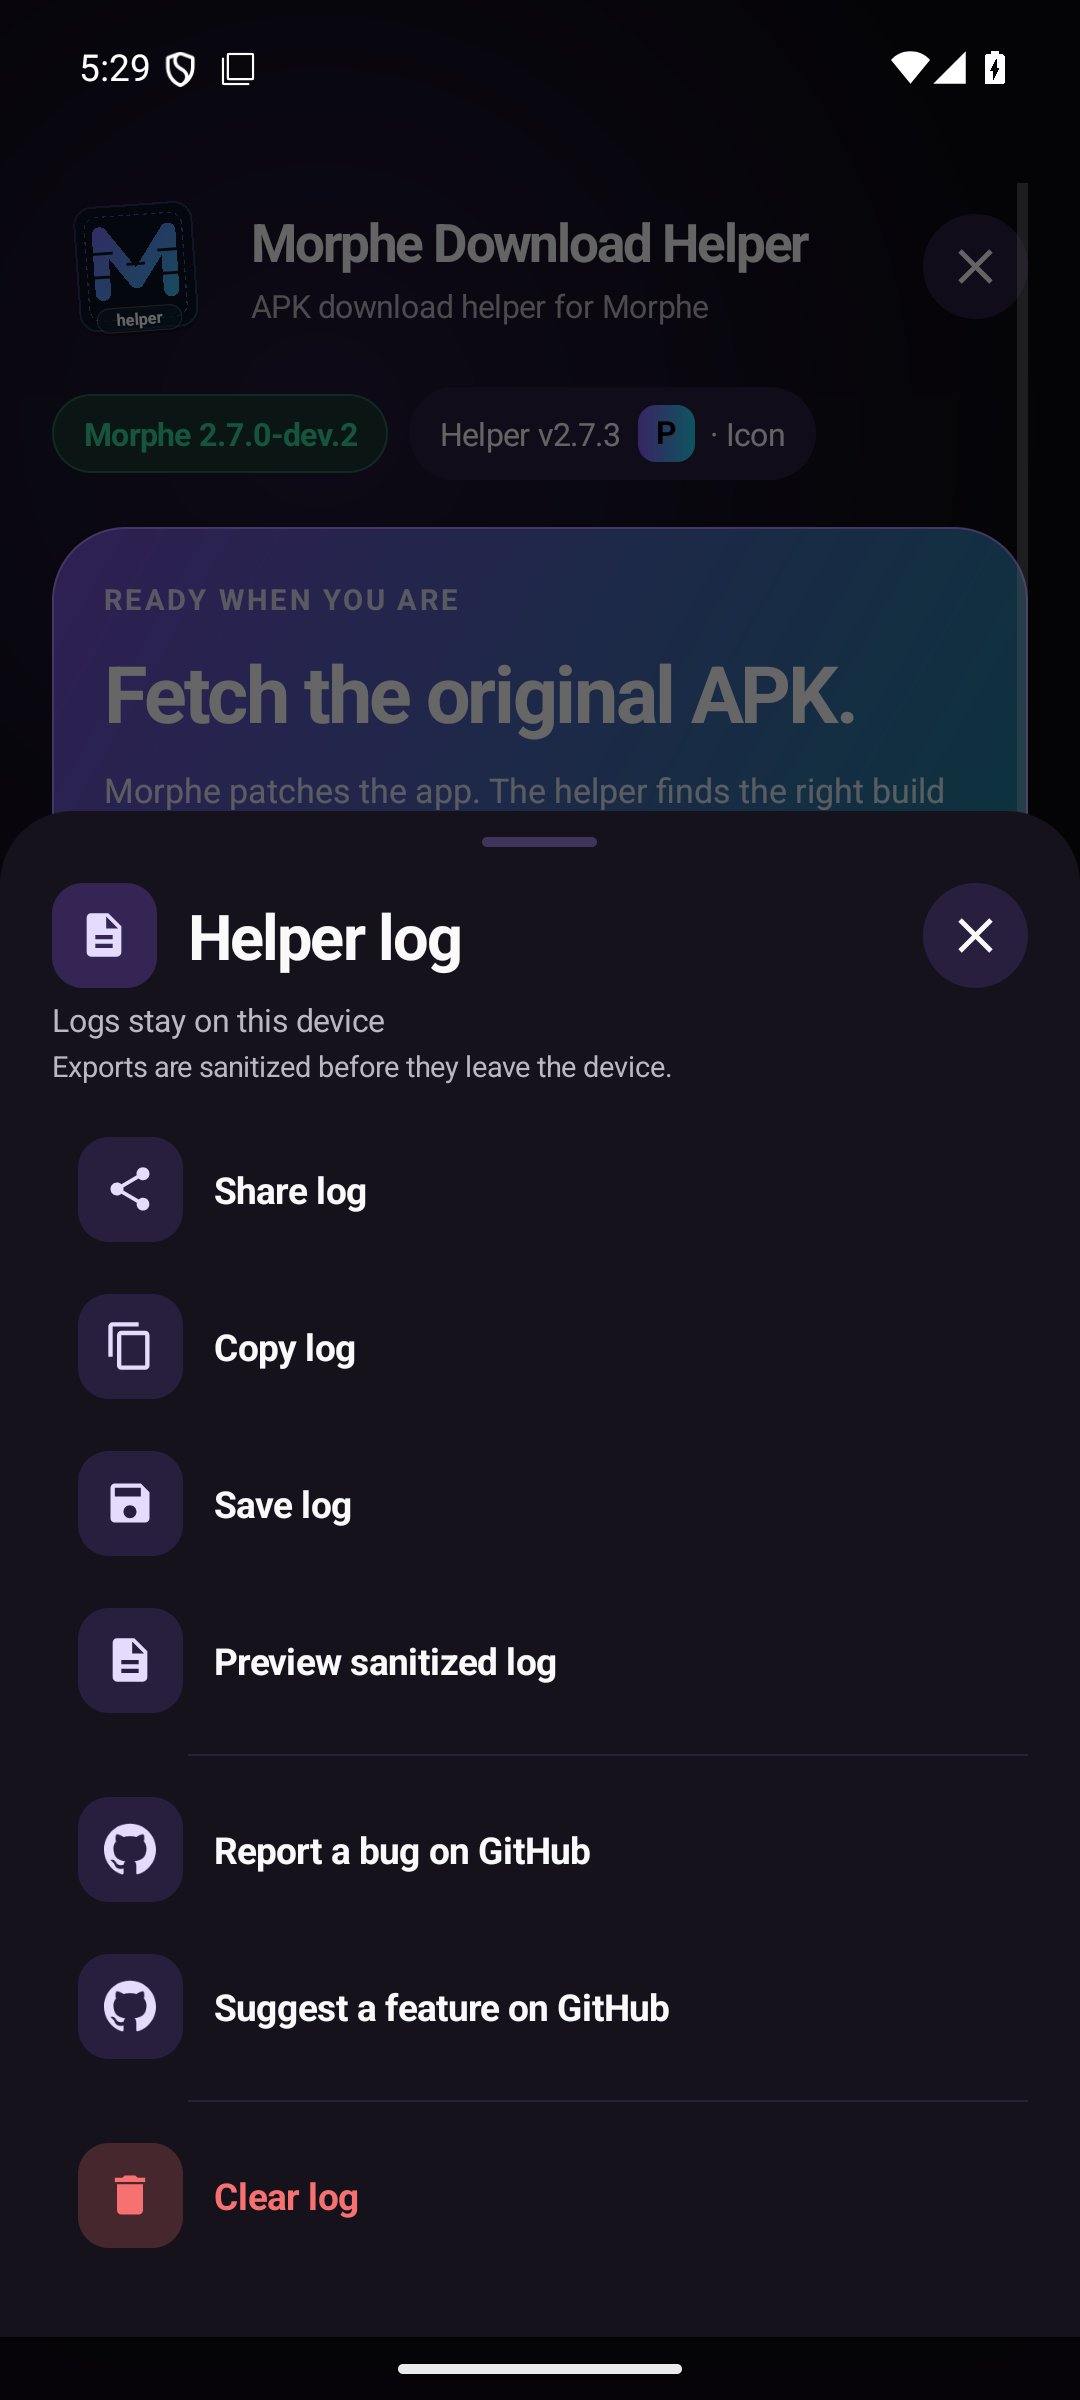 5:29
helper
Morphe Download Helper
APK download helper for Morphe
Morphe 2.7.0-dev.2
Helper v2.7.3 P · Icon
READY WHEN YOU ARE
Fetch the original APK.
Morphe patches the app. The helper finds the right build
Helper log
Logs stay on this device
Exports are sanitized before they leave the device.
Share log
Copy log
Save log
Preview sanitized log
Report a bug on GitHub
Suggest a feature on GitHub
Clear log